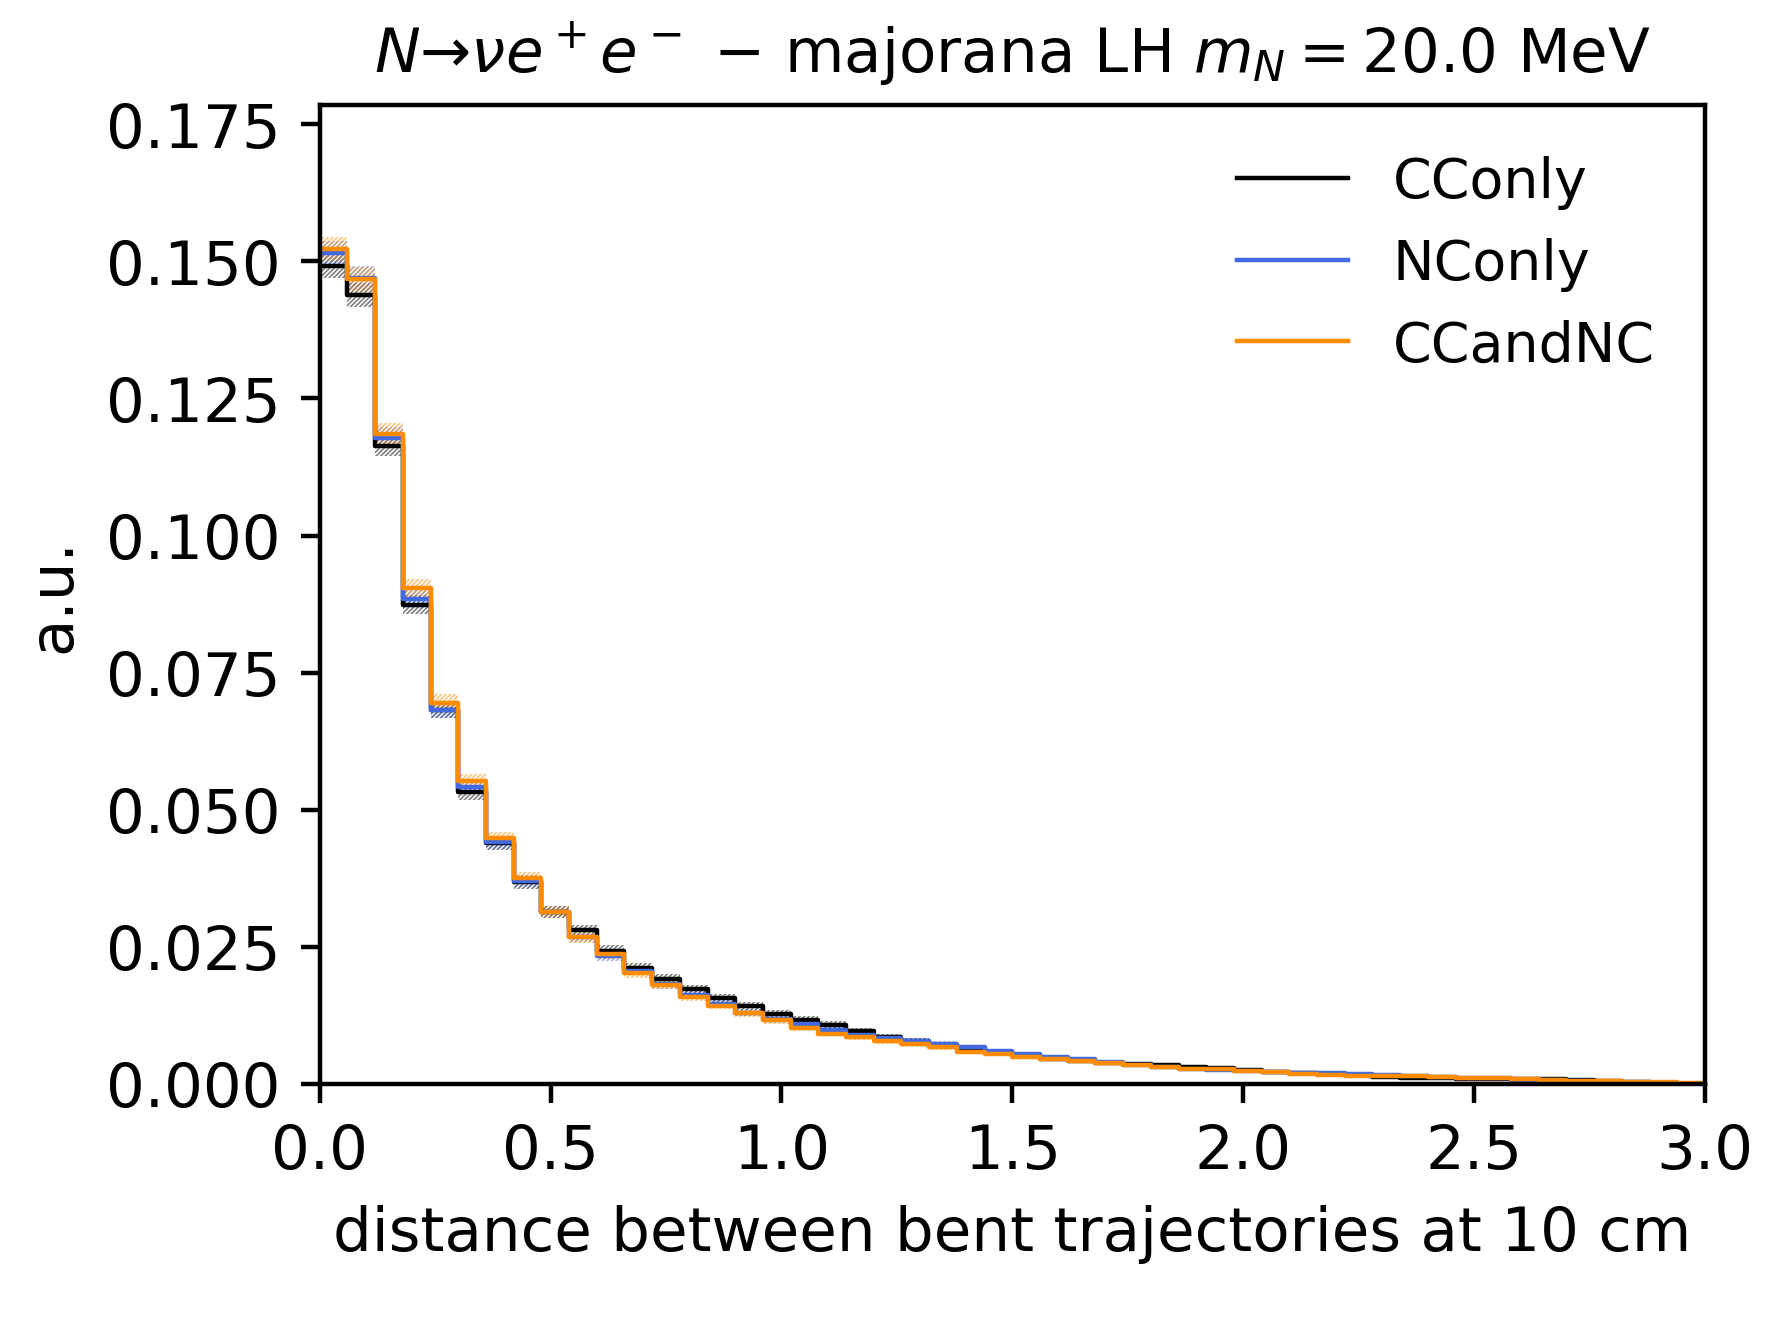 N→νe⁺e⁻ − majorana LH m_N = 20.0 MeV
0.175
0.150
0.125
0.100
0.075
0.050
0.025
0.000
a.u.
CConly
NConly
CCandNC
0.0 0.5 1.0 1.5 2.0 2.5 3.0
distance between bent trajectories at 10 cm